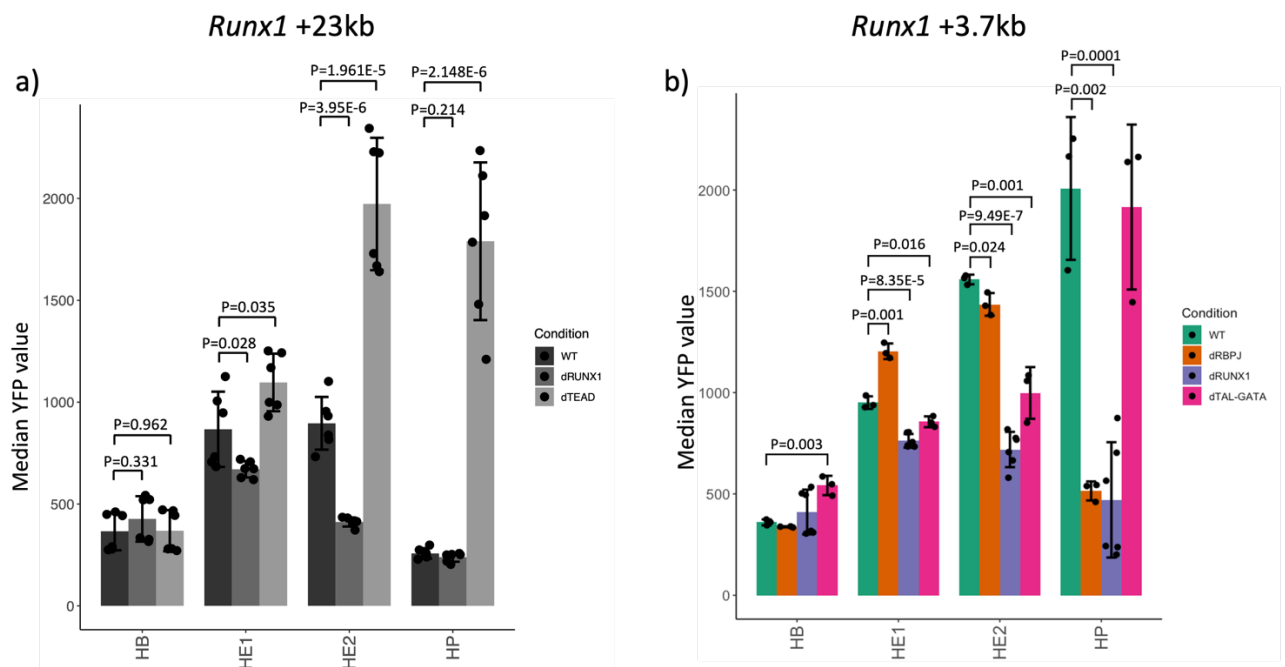 Runx1 +23kb
Runx1 +3.7kb
a)
P=1.961E-5
P=2.148E-6
P=3.95E-6
P=0.214
P=0.035
P=0.028
P=0.962
P=0.331
Median YFP value
2000
1500
1000
500
0
HB
HE1
HE2
HP
Condition
WT
dRUNX1
dTEAD
b)
P=0.0001
P=0.002
P=0.001
P=9.49E-7
P=0.024
P=0.016
P=8.35E-5
P=0.001
P=0.003
Median YFP value
2000
1500
1000
500
0
HB
HE1
HE2
HP
Condition
WT
dRBPJ
dRUNX1
dTAL-GATA